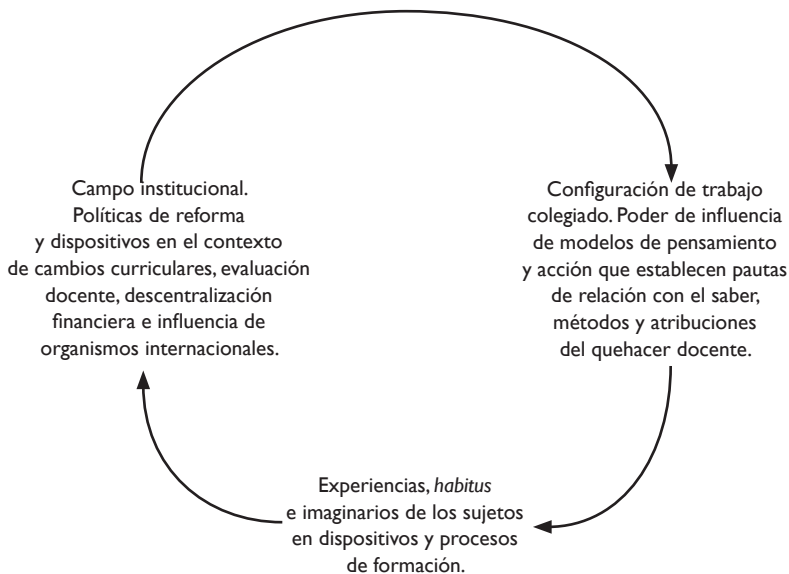 Campo institucional.
Políticas de reforma
y dispositivos en el contexto
de cambios curriculares, evaluación
docente, descentralización
financiera e influencia de
organismos internacionales.
Configuración de trabajo
colegiado. Poder de influencia
de modelos de pensamiento
y acción que establecen pautas
de relación con el saber,
métodos y atribuciones
del quehacer docente.
Experiencias, habitus
e imaginarios de los sujetos
en dispositivos y procesos
de formación.